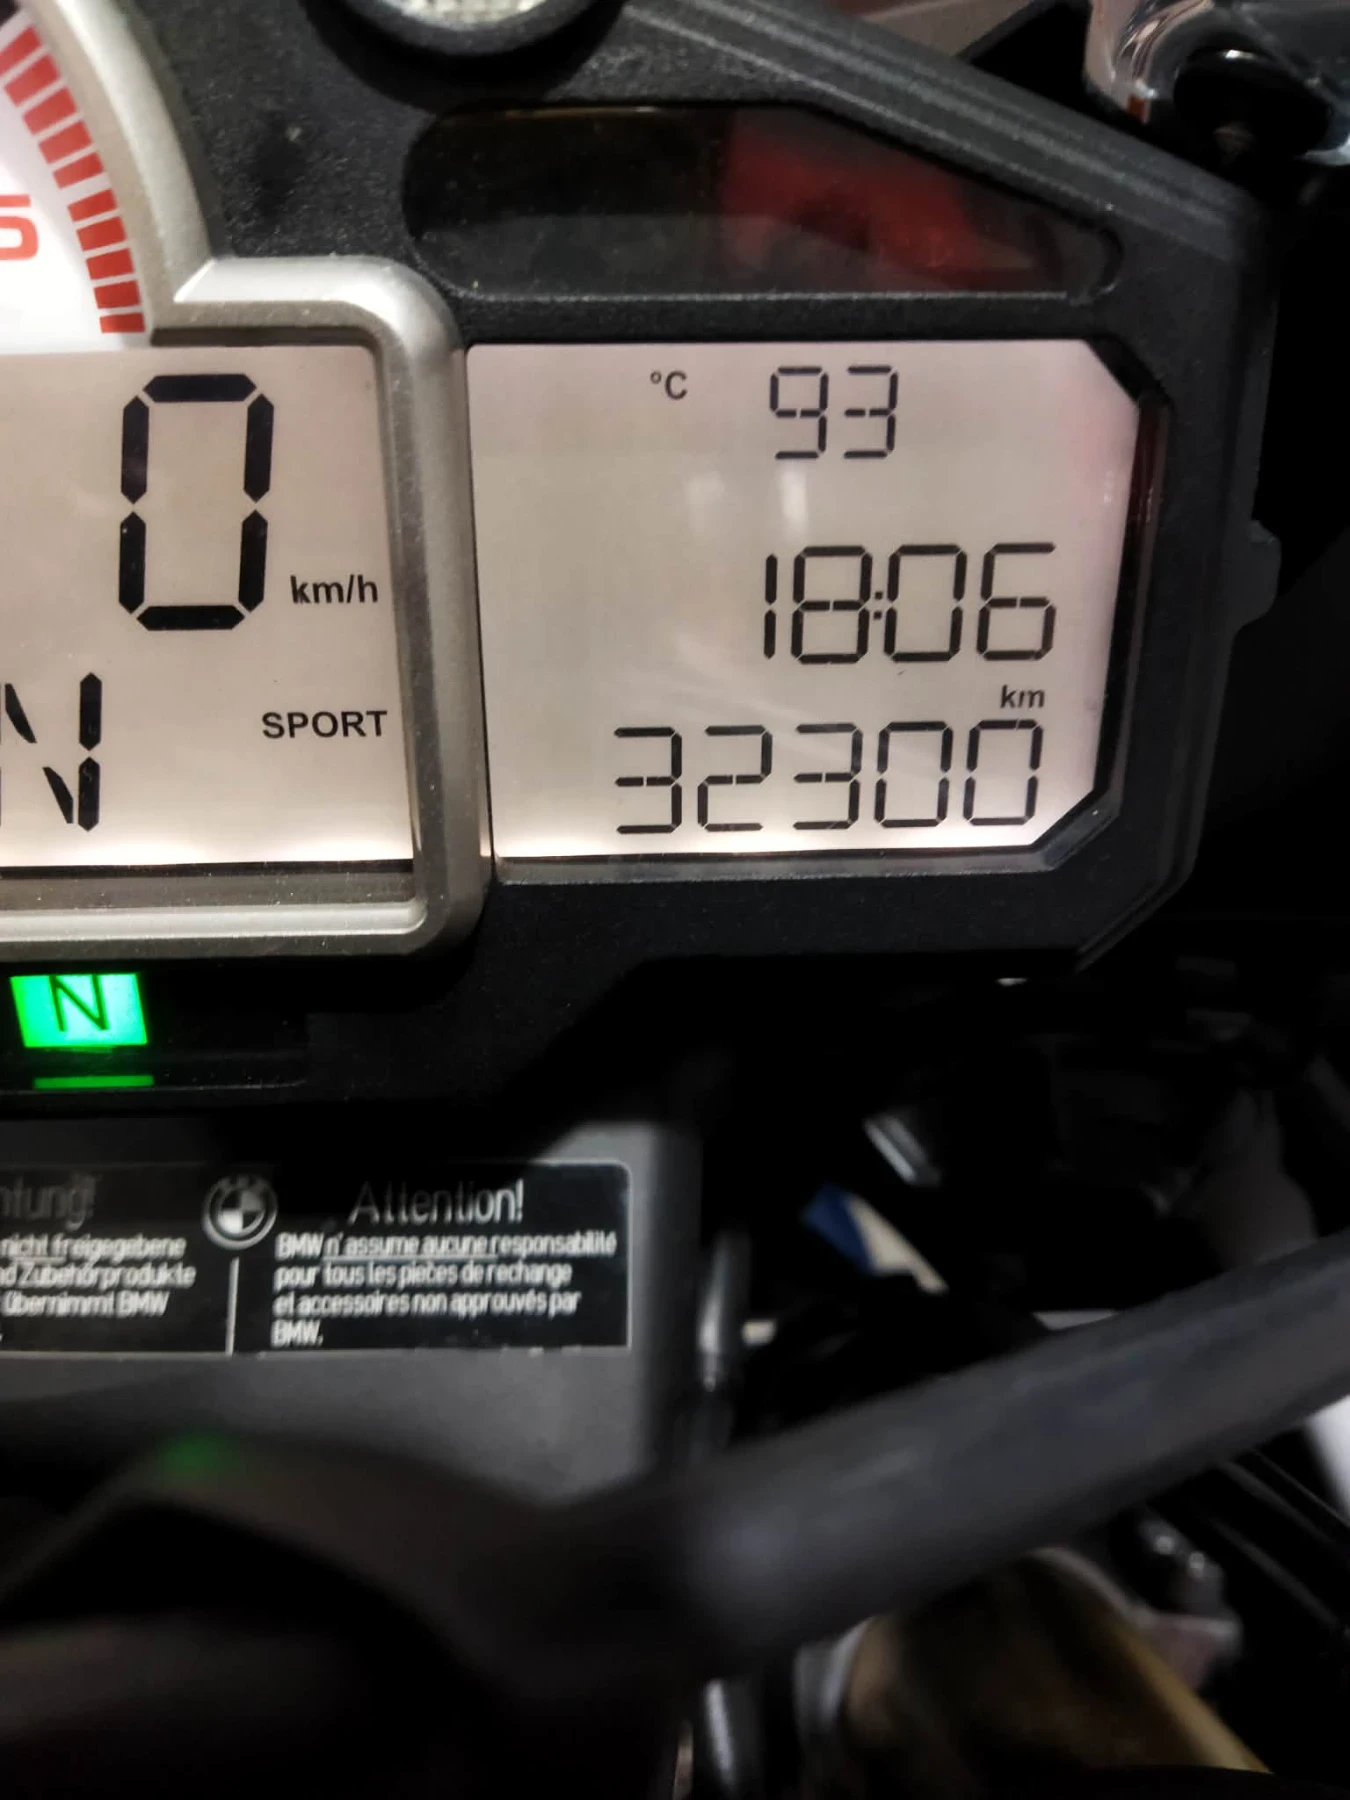 5
°C 93
0 km/h
18:06
km
N SPORT
32300
N
Attention!
nicht freigegebene
Zubehörprodukte
übernimmt BMW
BMW n'assume aucune responsabilité
pour tous les pièces de rechange
et accessoires non approuvés par
BMW.